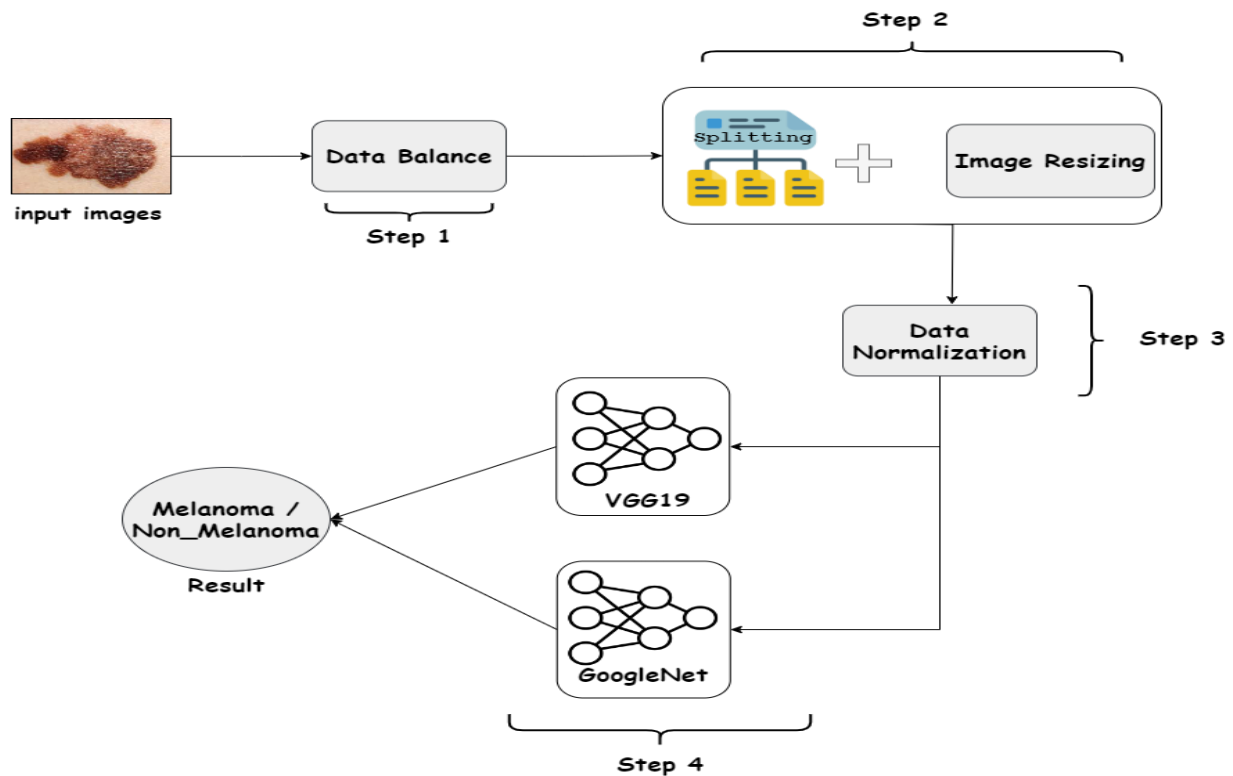 Step 2
Splitting
Image Resizing
Data Balance
input images
Step 1
Data
Normalization
Step 3
VGG19
Melanoma /
Non_Melanoma
Result
GoogleNet
Step 4